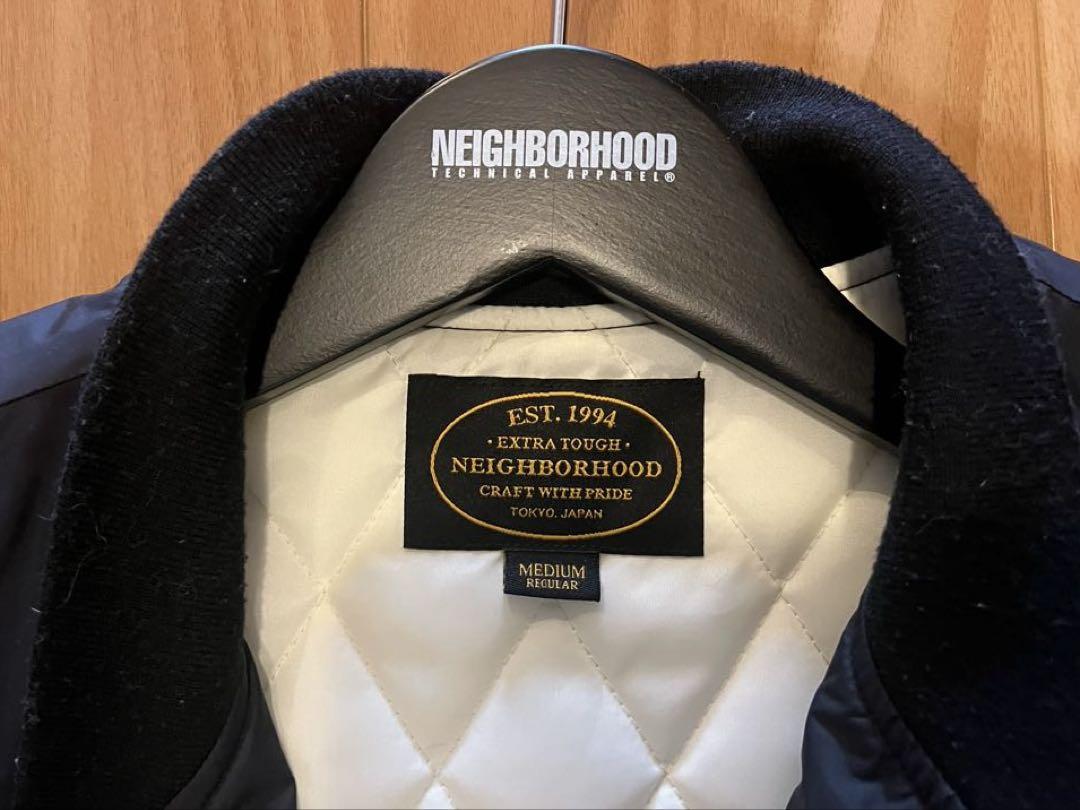 NEIGHBORHOOD
TECHNICAL APPAREL®
EST. 1994
· EXTRA TOUGH ·
NEIGHBORHOOD
CRAFT WITH PRIDE
TOKYO. JAPAN
MEDIUM
REGULAR